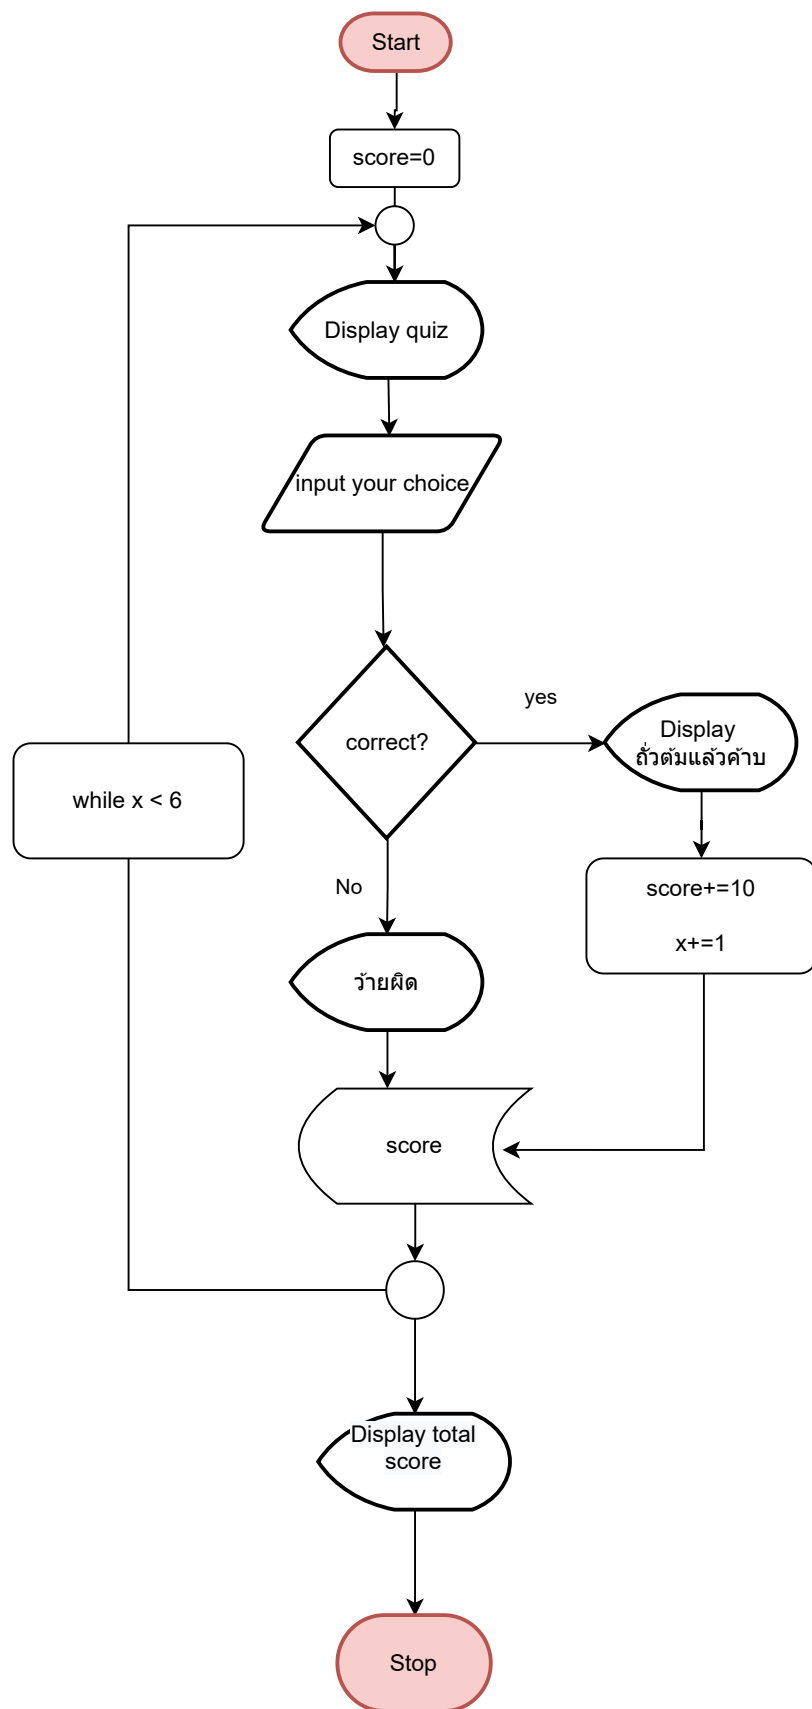 Start
score=0
Display quiz
input your choice
correct?
yes
Display
ถั่วต้มแล้วค้าบ
while x < 6
No
score+=10
x+=1
ว้ายผิด
score
Display total
score
Stop